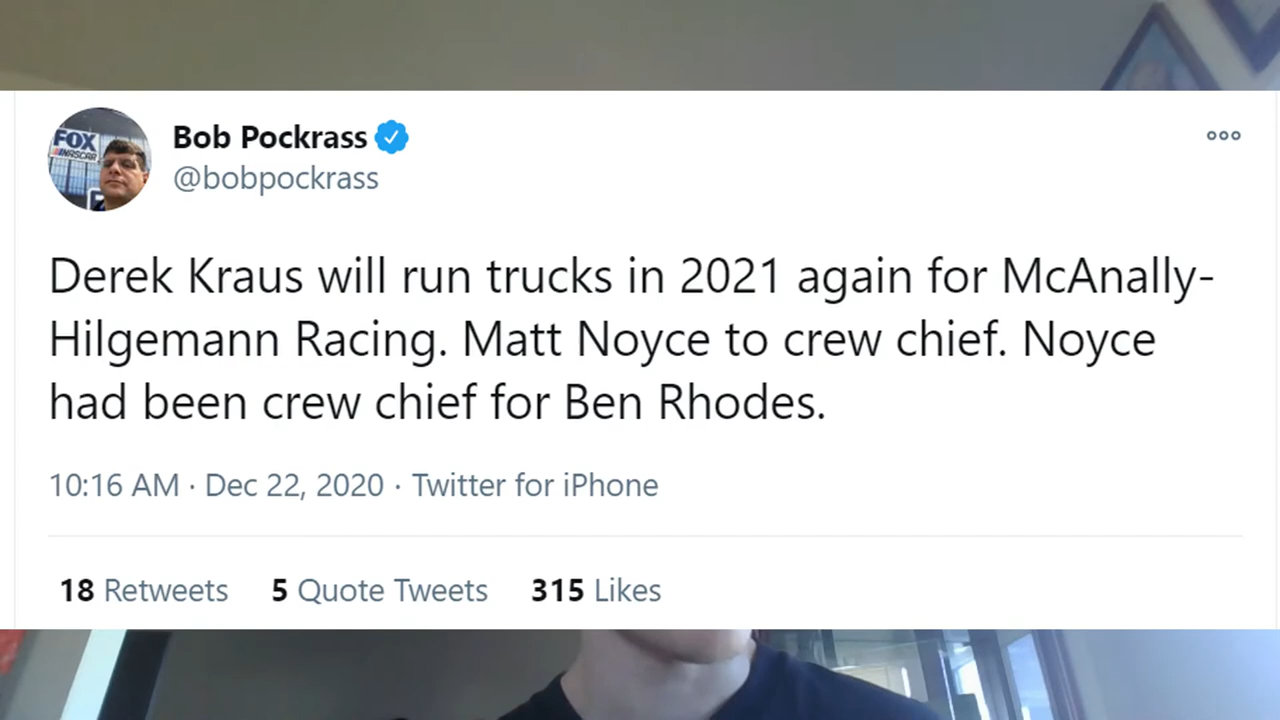 FOX
NASCAR
Bob Pockrass
@bobpockrass
Derek Kraus will run trucks in 2021 again for McAnally-
Hilgemann Racing. Matt Noyce to crew chief. Noyce
had been crew chief for Ben Rhodes.
10:16 AM · Dec 22, 2020 · Twitter for iPhone
18 Retweets 5 Quote Tweets 315 Likes